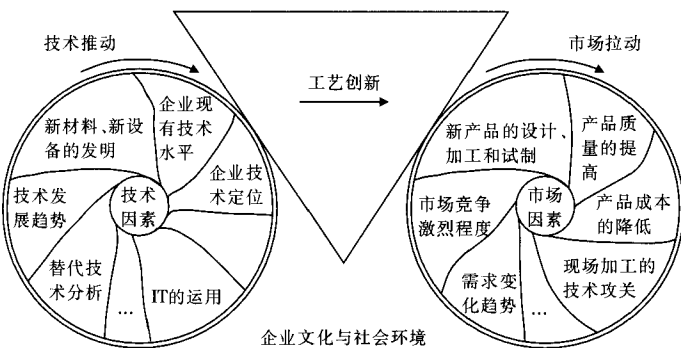 技术推动
市场拉动
工艺创新
新材料、新设
备的发明
企业现
有技术
水平
企业技
术定位
IT的运用
...
替代技
术分析
技术发
展趋势
技术
因素
新产品的设计、
加工和试制
产品质
量的提
高
产品成本
的降低
现场加工的
技术攻关
...
需求变
化趋势
市场竞争
激烈程度
市场
因素
企业文化与社会环境